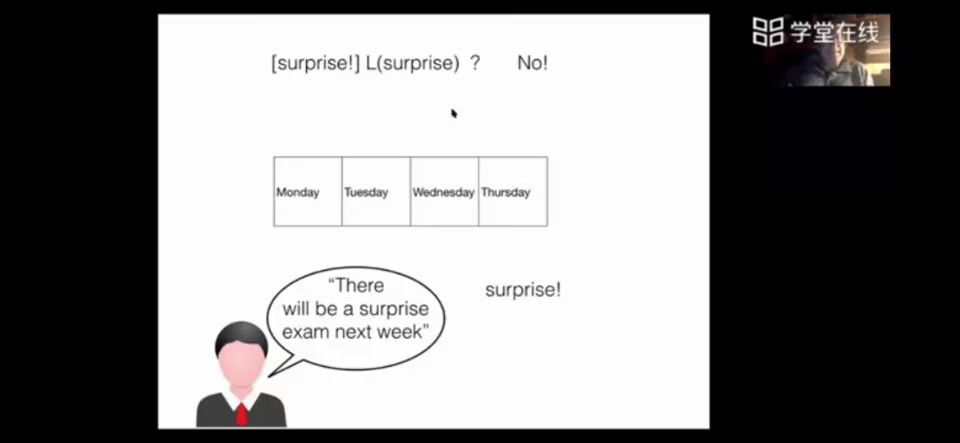 [surprise!] L(surprise) ? No!
学堂在线
Monday Tuesday Wednesday Thursday
“There
will be a surprise
exam next week”
surprise!